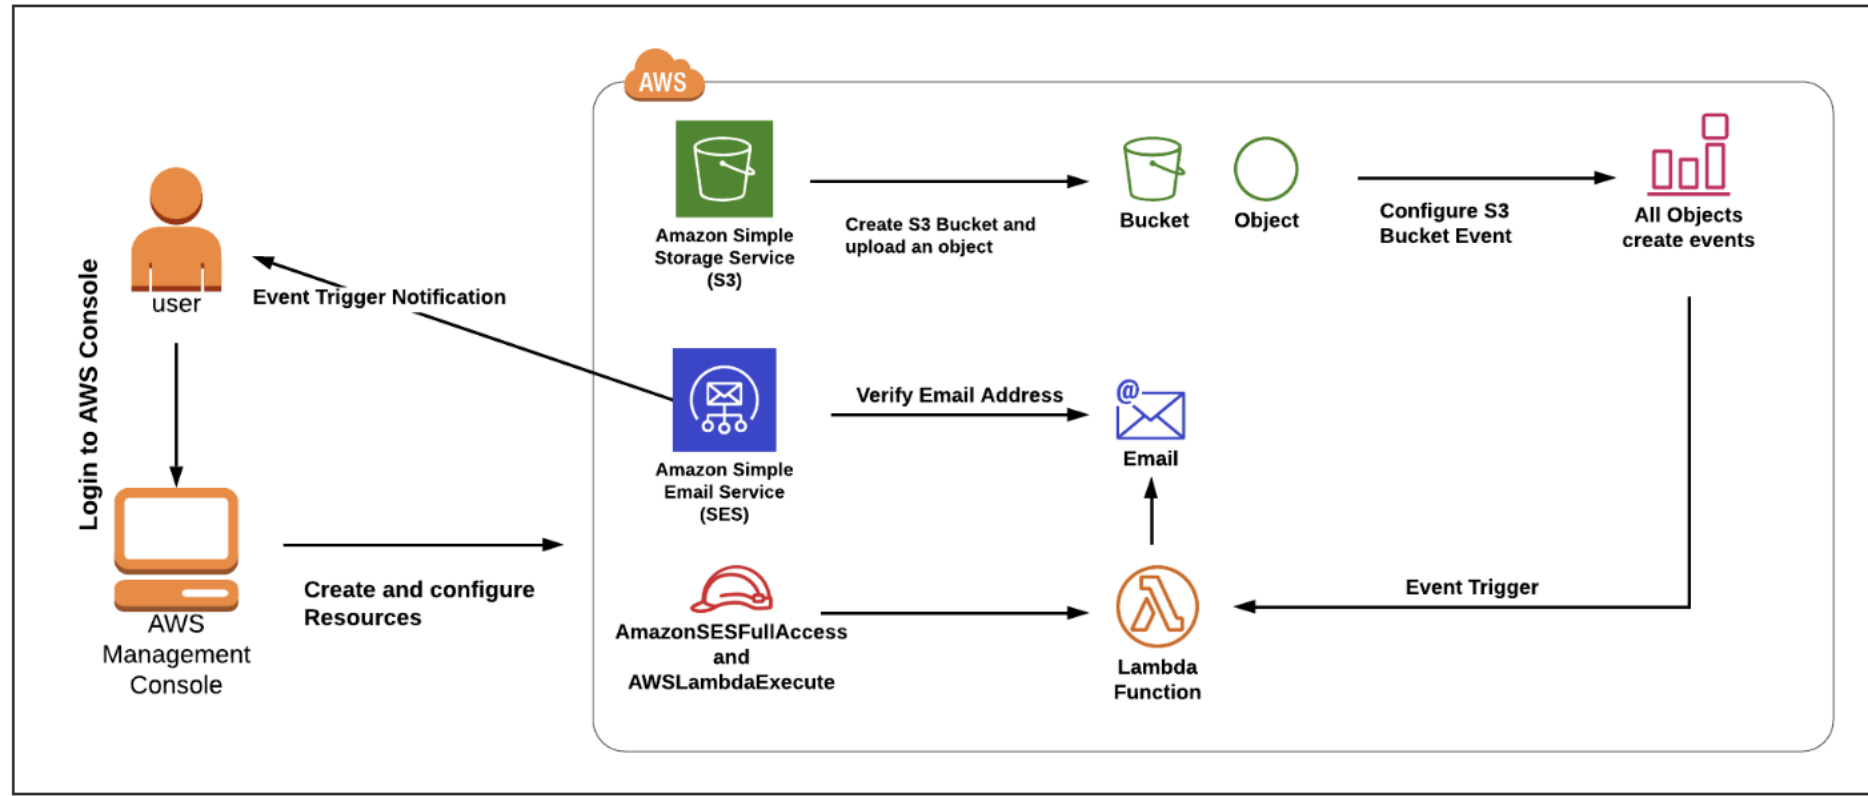 AWS
Amazon Simple
Storage Service
(S3)
Create S3 Bucket and
upload an object
Bucket
Object
Configure S3
Bucket Event
All Objects
create events
user
Login to AWS Console
Event Trigger Notification
Amazon Simple
Email Service
(SES)
Verify Email Address
@
Email
AWS
Management
Console
Create and configure
Resources
AmazonSESFullAccess
and
AWSLambdaExecute
Lambda
Function
Event Trigger